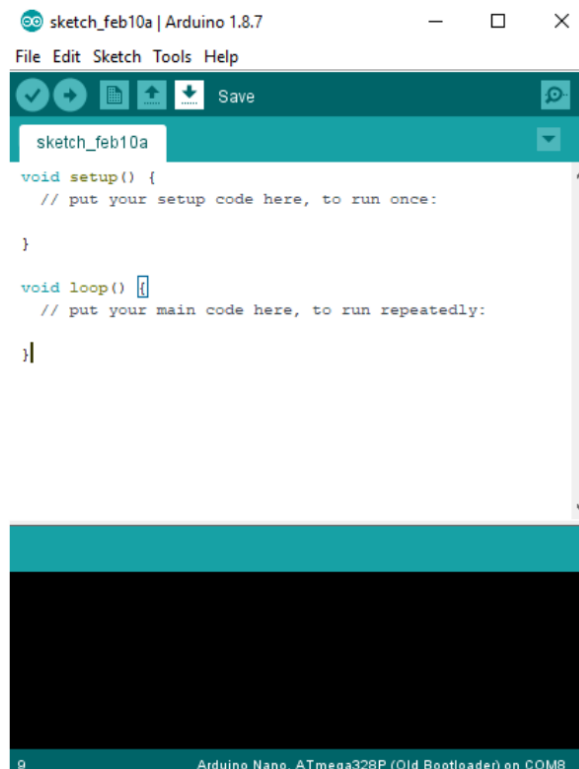 sketch_feb10a | Arduino 1.8.7
File Edit Sketch Tools Help
Save
sketch_feb10a
void setup() {
  // put your setup code here, to run once:
}
void loop() {
  // put your main code here, to run repeatedly:
}
9 Arduino Nano, ATmega328P (Old Bootloader) on COM8